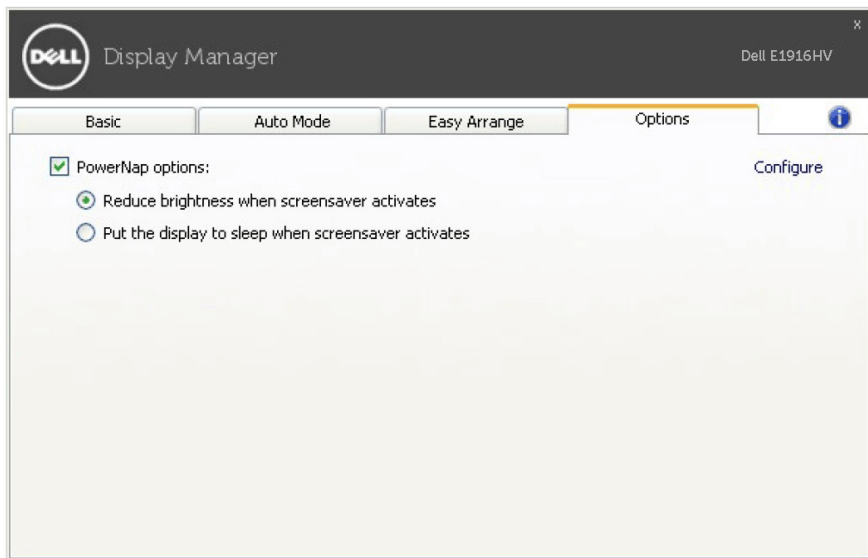 DELL
Display Manager
x
Dell E1916HV
Basic
Auto Mode
Easy Arrange
Options
i
PowerNap options:
Configure
Reduce brightness when screensaver activates
Put the display to sleep when screensaver activates